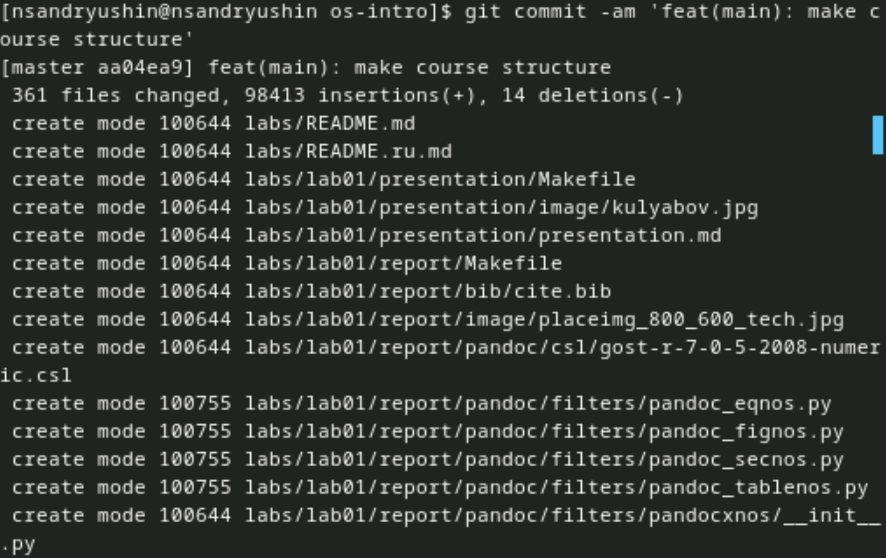 [nsandryushin@nsandryushin os-intro]$ git commit -am 'feat(main): make c
ourse structure'
[master aa04ea9] feat(main): make course structure
 361 files changed, 98413 insertions(+), 14 deletions(-)
 create mode 100644 labs/README.md
 create mode 100644 labs/README.ru.md
 create mode 100644 labs/lab01/presentation/Makefile
 create mode 100644 labs/lab01/presentation/image/kulyabov.jpg
 create mode 100644 labs/lab01/presentation/presentation.md
 create mode 100644 labs/lab01/report/Makefile
 create mode 100644 labs/lab01/report/bib/cite.bib
 create mode 100644 labs/lab01/report/image/placeimg_800_600_tech.jpg
 create mode 100644 labs/lab01/report/pandoc/csl/gost-r-7-0-5-2008-numer
ic.csl
 create mode 100755 labs/lab01/report/pandoc/filters/pandoc_eqnos.py
 create mode 100755 labs/lab01/report/pandoc/filters/pandoc_fignos.py
 create mode 100755 labs/lab01/report/pandoc/filters/pandoc_secnos.py
 create mode 100755 labs/lab01/report/pandoc/filters/pandoc_tablenos.py
 create mode 100644 labs/lab01/report/pandoc/filters/pandocxnos/__init__
.py